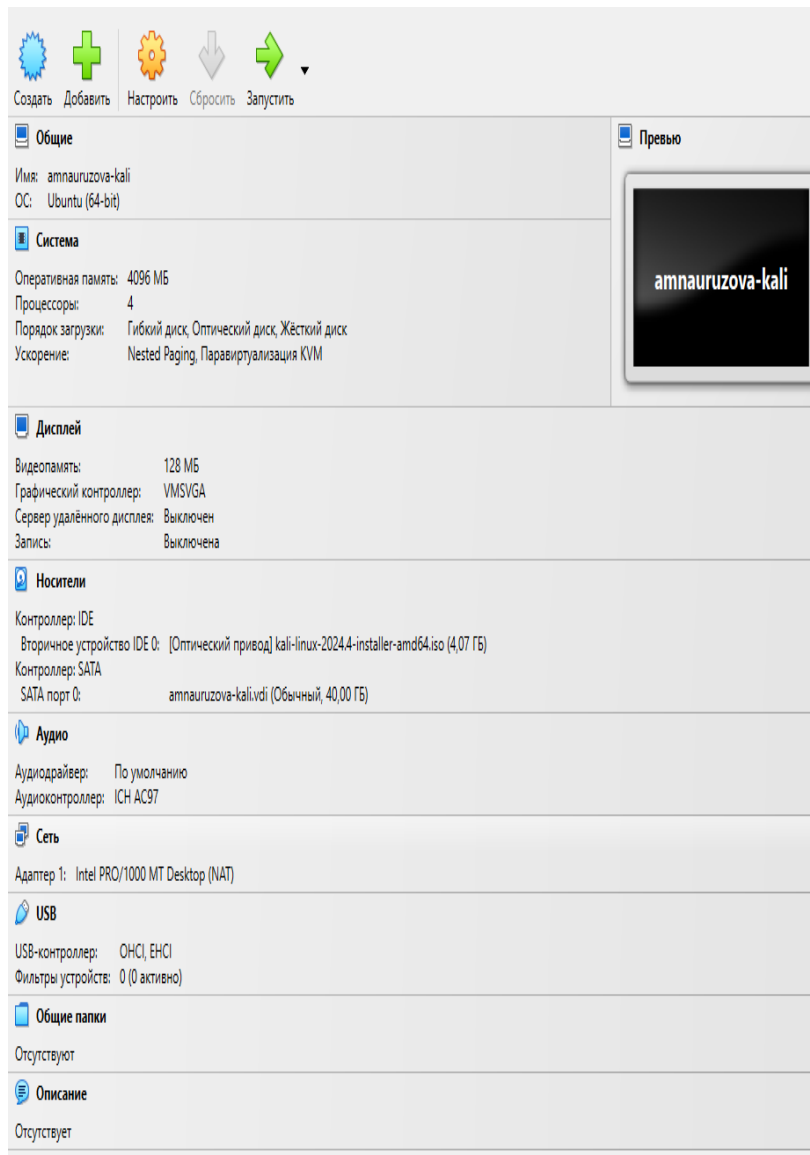 Создать Добавить Настроить Сбросить Запустить
Общие
Имя: amnauruzova-kali
ОС: Ubuntu (64-bit)
Превью
amnauruzova-kali
Система
Оперативная память: 4096 МБ
Процессоры: 4
Порядок загрузки: Гибкий диск, Оптический диск, Жёсткий диск
Ускорение: Nested Paging, Паравиртуализация KVM
Дисплей
Видеопамять: 128 МБ
Графический контроллер: VMSVGA
Сервер удалённого дисплея: Выключен
Запись: Выключена
Носители
Контроллер: IDE
Вторичное устройство IDE 0: [Оптический привод] kali-linux-2024.4-installer-amd64.iso (4,07 ГБ)
Контроллер: SATA
SATA порт 0: amnauruzova-kali.vdi (Обычный, 40,00 ГБ)
Аудио
Аудиодрайвер: По умолчанию
Аудиоконтроллер: ICH AC97
Сеть
Адаптер 1: Intel PRO/1000 MT Desktop (NAT)
USB
USB-контроллер: OHCI, EHCI
Фильтры устройств: 0 (0 активно)
Общие папки
Отсутствуют
Описание
Отсутствует